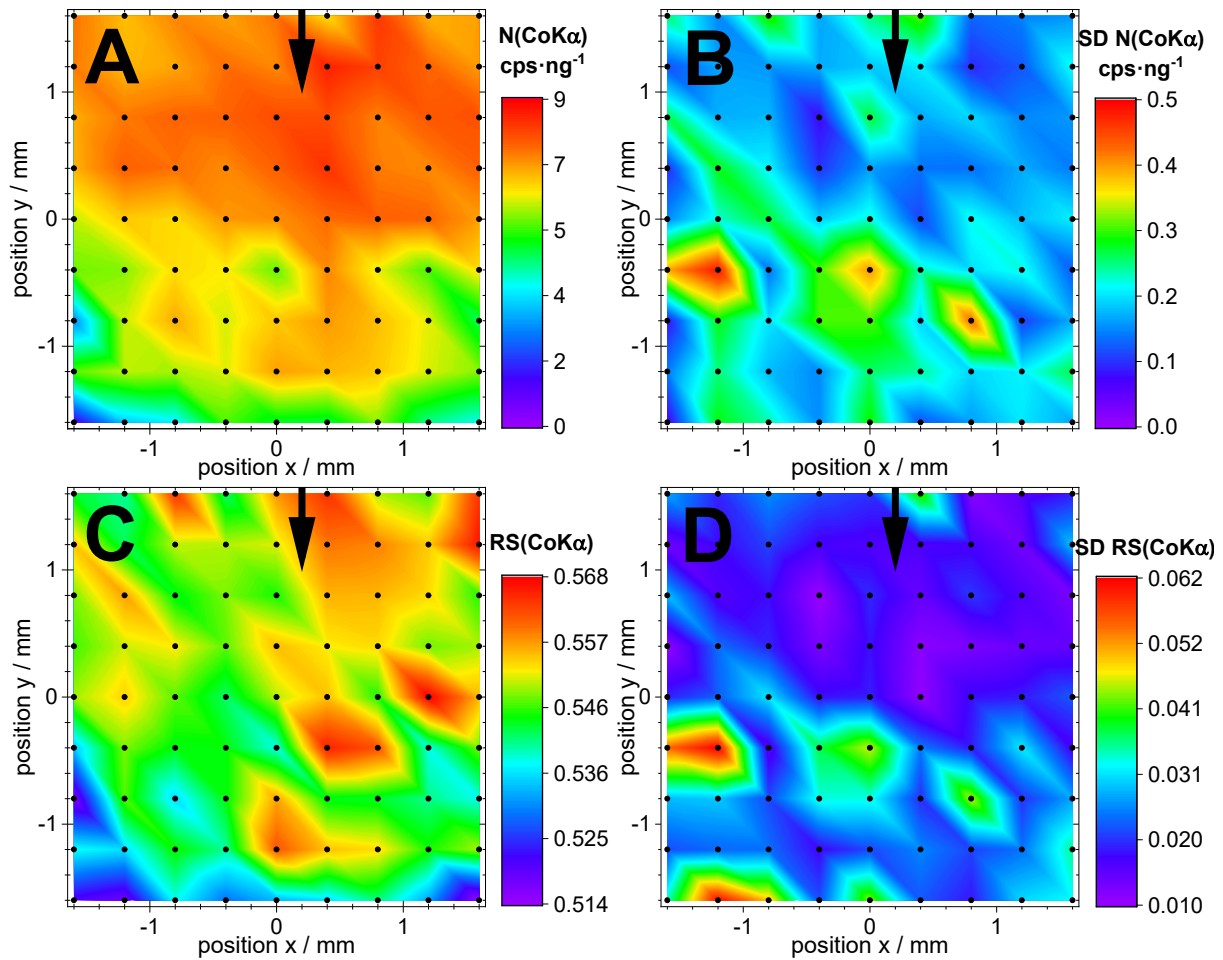 A
N(CoKα)
cps·ng-1
9
7
5
4
2
0
position y / mm
1
0
-1
-1
0
1
position x / mm
B
SD N(CoKα)
cps·ng-1
0.5
0.4
0.3
0.2
0.1
0.0
position y / mm
1
0
-1
-1
0
1
position x / mm
C
RS(CoKα)
0.568
0.557
0.546
0.536
0.525
0.514
position y / mm
1
0
-1
-1
0
1
position x / mm
D
SD RS(CoKα)
0.062
0.052
0.041
0.031
0.020
0.010
position y / mm
1
0
-1
-1
0
1
position x / mm